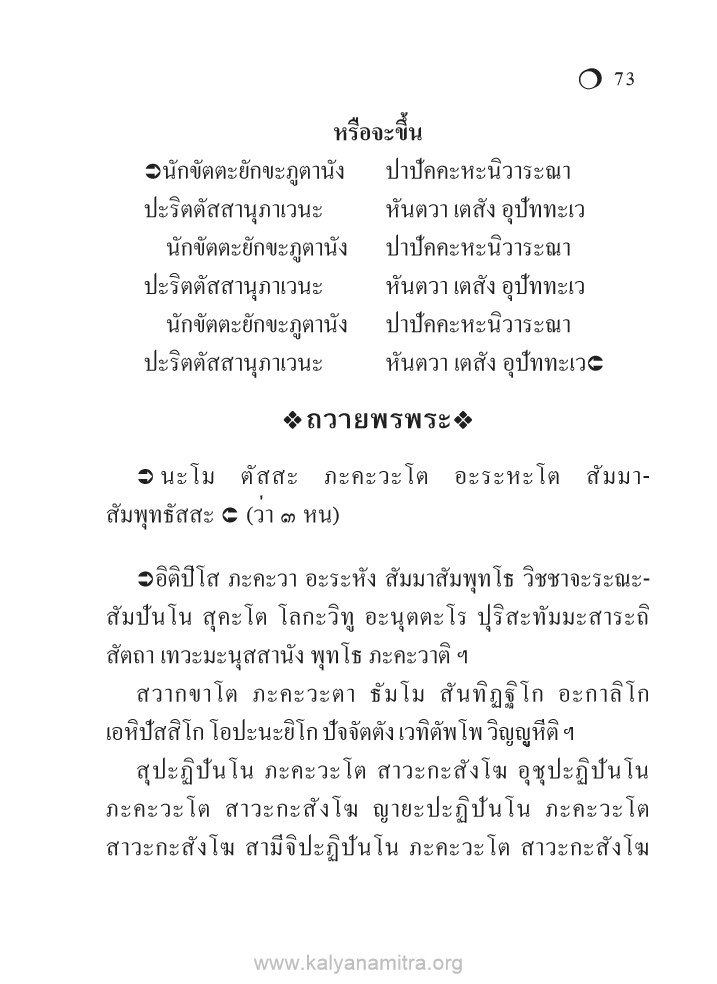 ❍ 73
หรือจะขึ้น
➲นักขัตตะยักขะภูตานัง ปาปัคคะหะนิวาระณา
ปะริตตัสสานุภาเวนะ หันตวา เตสัง อุปัททะเว
นักขัตตะยักขะภูตานัง ปาปัคคะหะนิวาระณา
ปะริตตัสสานุภาเวนะ หันตวา เตสัง อุปัททะเว
นักขัตตะยักขะภูตานัง ปาปัคคะหะนิวาระณา
ปะริตตัสสานุภาเวนะ หันตวา เตสัง อุปัททะเว
❖ถวายพรพระ❖
➲ นะโม ตัสสะ ภะคะวะโต อะระหะโต สัมมา-
สัมพุทธัสสะ (ว่า ๓ หน)
➲อิติปิโส ภะคะวา อะระหัง สัมมาสัมพุทโธ วิชชาจะระณะ-
สัมปันโน สุคะโต โลกะวิทู อะนุตตะโร ปุริสะทัมมะสาระถิ
สัตถา เทวะมะนุสสานัง พุทโธ ภะคะวาติ ฯ
สวากขาโต ภะคะวะตา ธัมโม สันทิฏฐิโก อะกาลิโก
เอหิปัสสิโก โอปะนะยิโก ปัจจัตตัง เวทิตัพโพ วิญญูหีติ ฯ
สุปะฏิปันโน ภะคะวะโต สาวะกะสังโฆ อุชุปะฏิปันโน
ภะคะวะโต สาวะกะสังโฆ ญายะปะฏิปันโน ภะคะวะโต
สาวะกะสังโฆ สามีจิปะฏิปันโน ภะคะวะโต สาวะกะสังโฆ
www.kalyanamitra.org